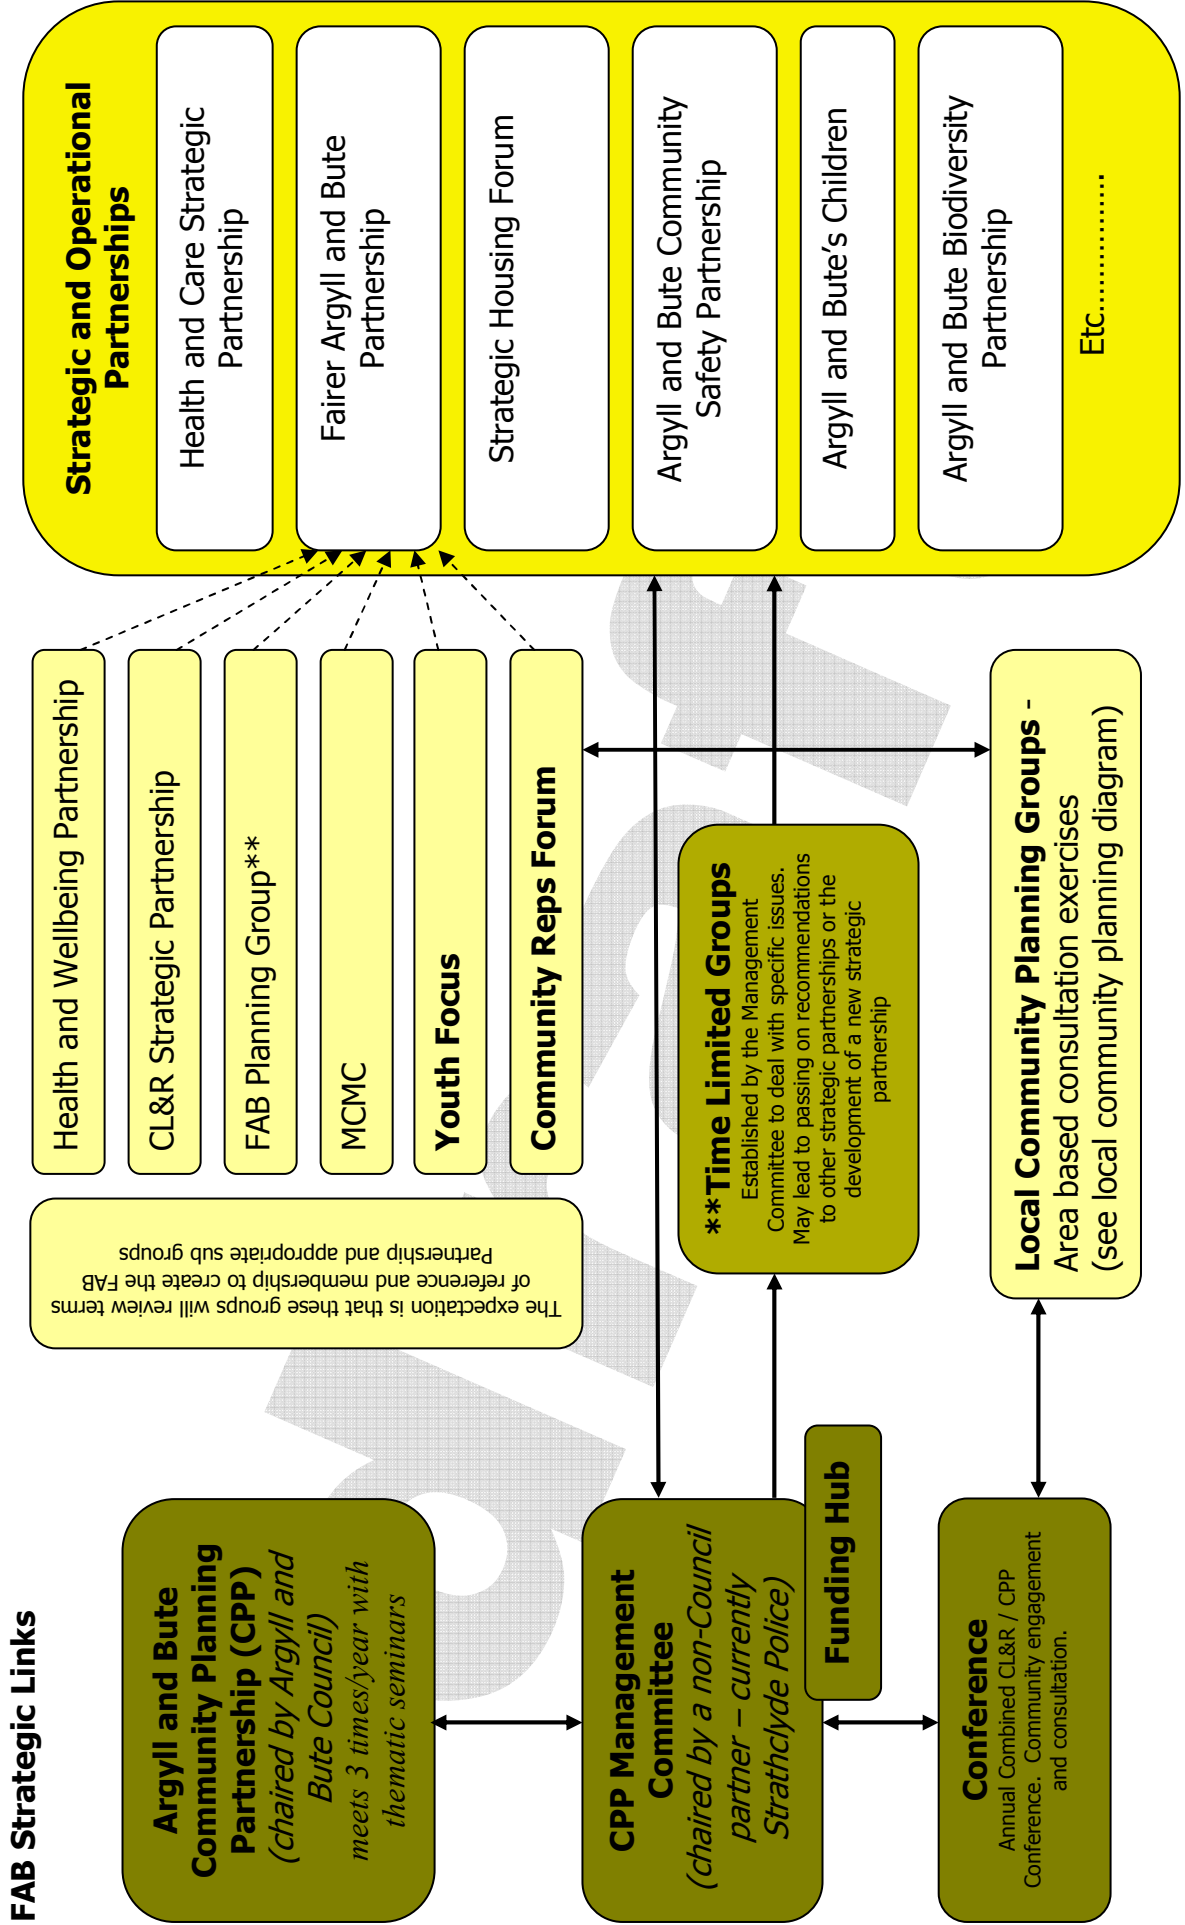 FAB Strategic Links
Argyll and Bute
Community Planning
Partnership (CPP)
(chaired by Argyll and
Bute Council)
meets 3 times/year with
thematic seminars
CPP Management
Committee
(chaired by a non-Council
partner – currently
Strathclyde Police)
Funding Hub
Conference
Annual Combined CL&R / CPP
Conference.  Community engagement
and consultation.
The expectation is that these groups will review terms
of reference and membership to create the FAB
Partnership and appropriate sub groups
Health and Wellbeing Partnership
CL&R Strategic Partnership
FAB Planning Group**
MCMC
Youth Focus
Community Reps Forum
**Time Limited Groups
Established by the Management
Committee to deal with specific issues.
May lead to passing on recommendations
to other strategic partnerships or the
development of a new strategic
partnership
Local Community Planning Groups -
Area based consultation exercises
(see local community planning diagram)
Strategic and Operational
Partnerships
Health and Care Strategic
Partnership
Fairer Argyll and Bute
Partnership
Strategic Housing Forum
Argyll and Bute Community
Safety Partnership
Argyll and Bute's Children
Argyll and Bute Biodiversity
Partnership
Etc..............